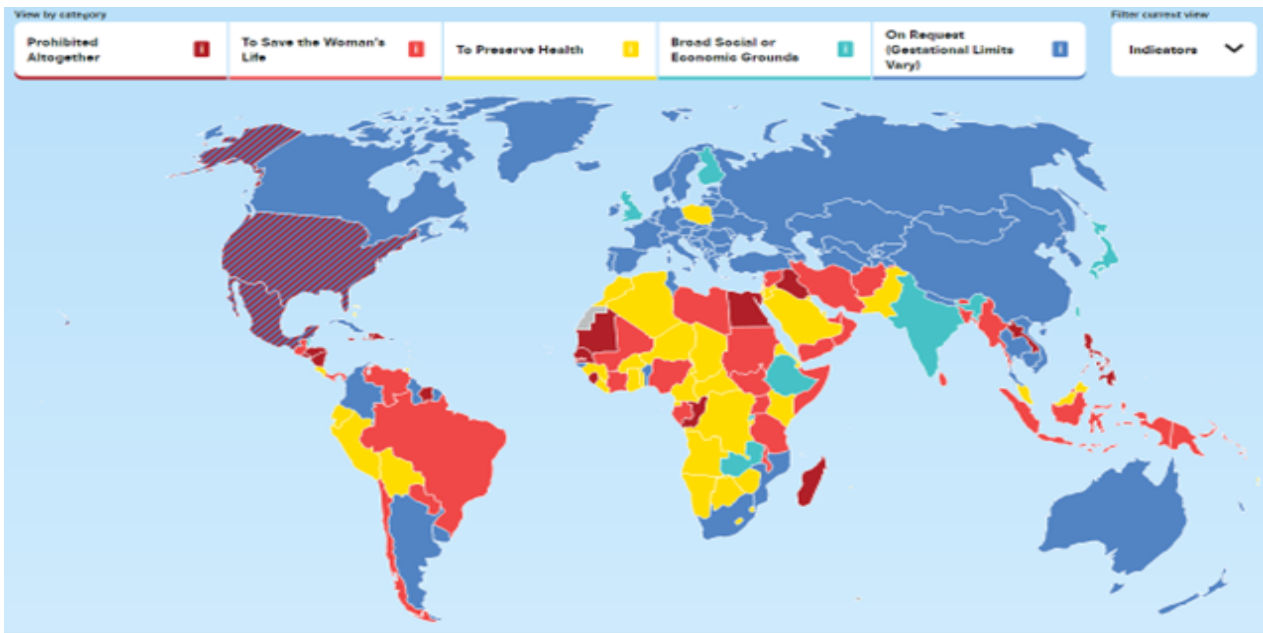 View by category
Filter current view
Prohibited
Altogether
i
To Save the Woman's
Life
i
To Preserve Health
i
Broad Social or
Economic Grounds
i
On Request
(Gestational Limits
Vary)
i
Indicators